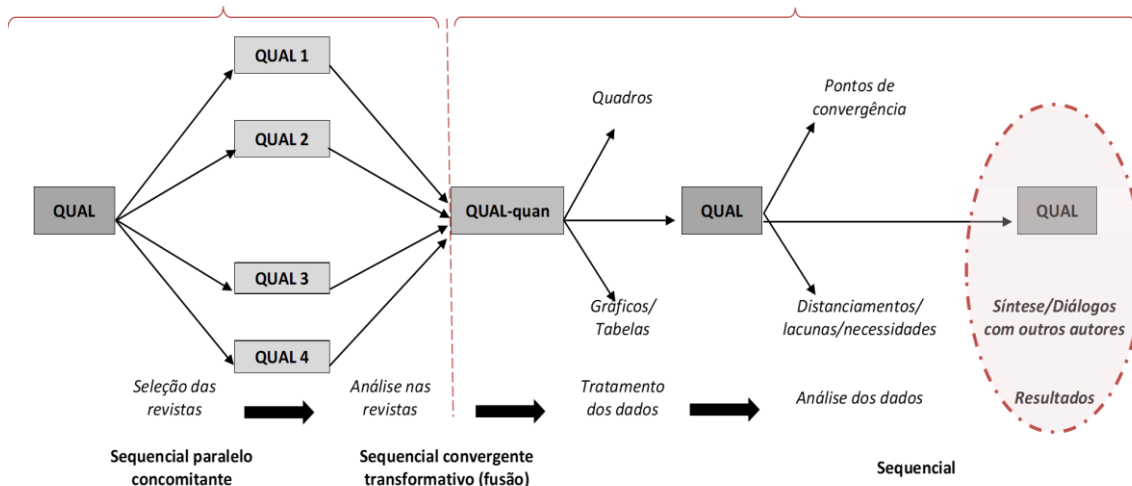 QUAL 1
Quadros
Pontos de
convergência
QUAL 2
QUAL
QUAL-quan
QUAL
QUAL
QUAL 3
Gráficos/
Tabelas
Distanciamentos/
lacunas/necessidades
Síntese/Diálogos
com outros autores
QUAL 4
Seleção das
revistas
Análise nas
revistas
Tratamento
dos dados
Análise dos dados
Resultados
Sequencial paralelo
concomitante
Sequencial convergente
transformativo (fusão)
Sequencial